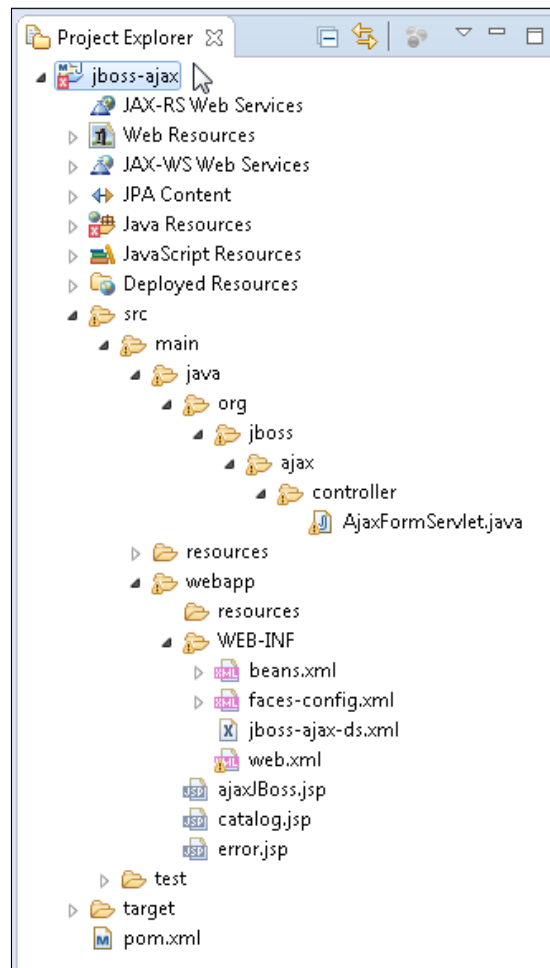 Project Explorer
jboss-ajax
JAX-RS Web Services
Web Resources
JAX-WS Web Services
JPA Content
Java Resources
JavaScript Resources
Deployed Resources
src
main
java
org
jboss
ajax
controller
AjaxFormServlet.java
resources
webapp
resources
WEB-INF
beans.xml
faces-config.xml
jboss-ajax-ds.xml
web.xml
ajaxJBoss.jsp
catalog.jsp
error.jsp
test
target
pom.xml